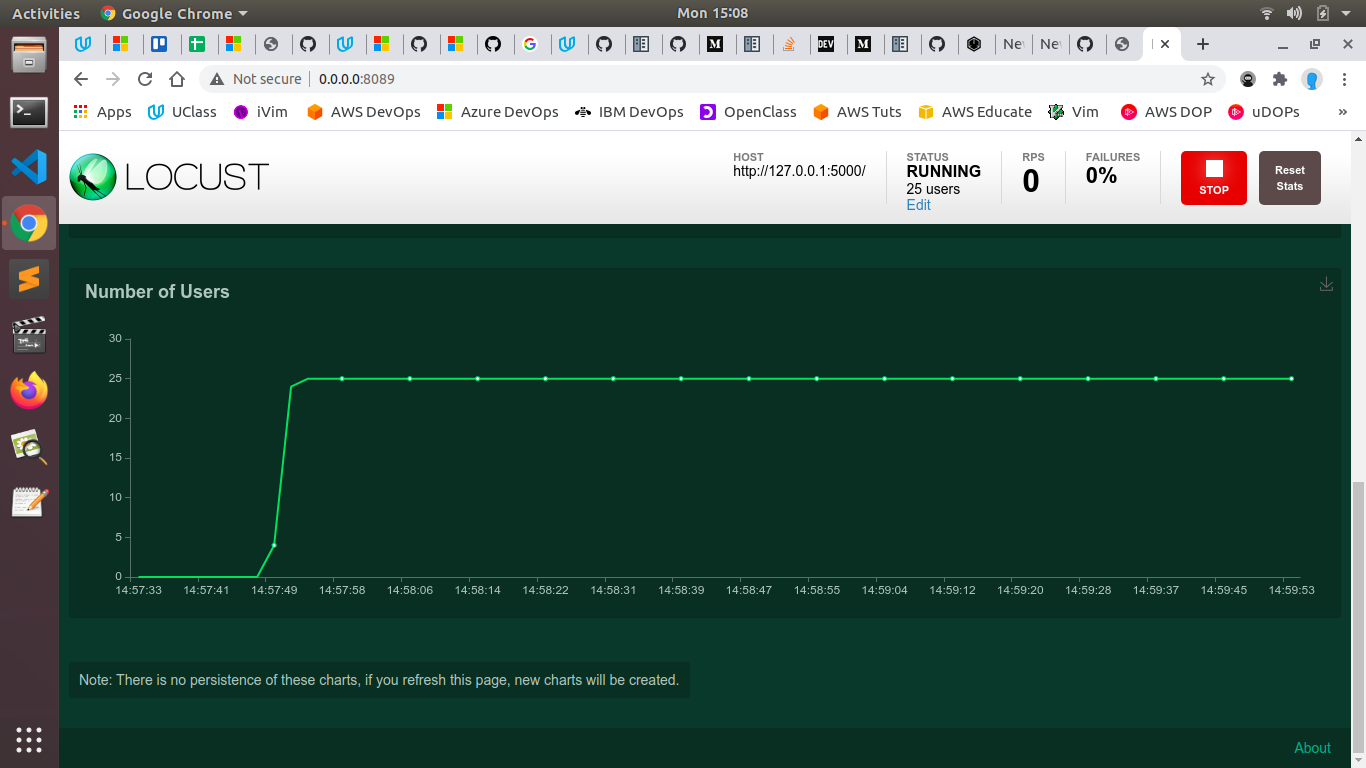 Activities Google Chrome Mon 15:08
DEV M M Nev Nev
Not secure 0.0.0.0:8089
Apps UClass iVim AWS DevOps Azure DevOps IBM DevOps OpenClass AWS Tuts AWS Educate Vim AWS DOP uDOPs »
LOCUST
HOST
http://127.0.0.1:5000/
STATUS
RUNNING
25 users
Edit
RPS
0
FAILURES
0%
STOP
Reset
Stats
Number of Users
30
25
20
15
10
5
0
14:57:33 14:57:41 14:57:49 14:57:58 14:58:06 14:58:14 14:58:22 14:58:31 14:58:39 14:58:47 14:58:55 14:59:04 14:59:12 14:59:20 14:59:28 14:59:37 14:59:45 14:59:53
Note: There is no persistence of these charts, if you refresh this page, new charts will be created.
About